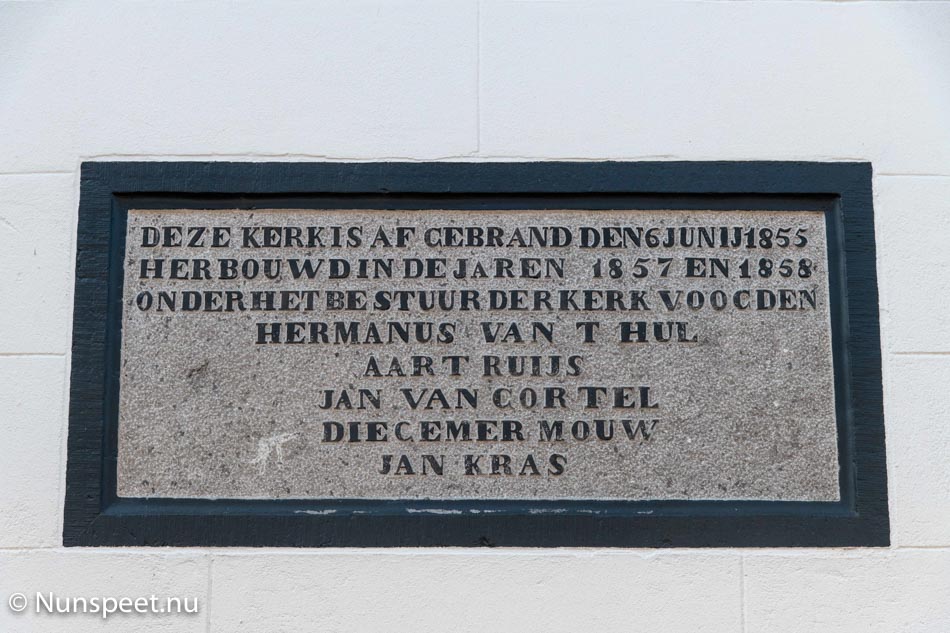 DEZE KERK IS AF GEBRAND DEN 6 JUNIJ 1855
HERBOUWD IN DE JAREN 1857 EN 1858
ONDER HET BESTUUR DER KERK VOOGDEN
HERMANUS VAN T HUL
AART RUIJS
JAN VAN CORTEL
DIEGEMER MOUW
JAN KRAS
© Nunspeet.nu